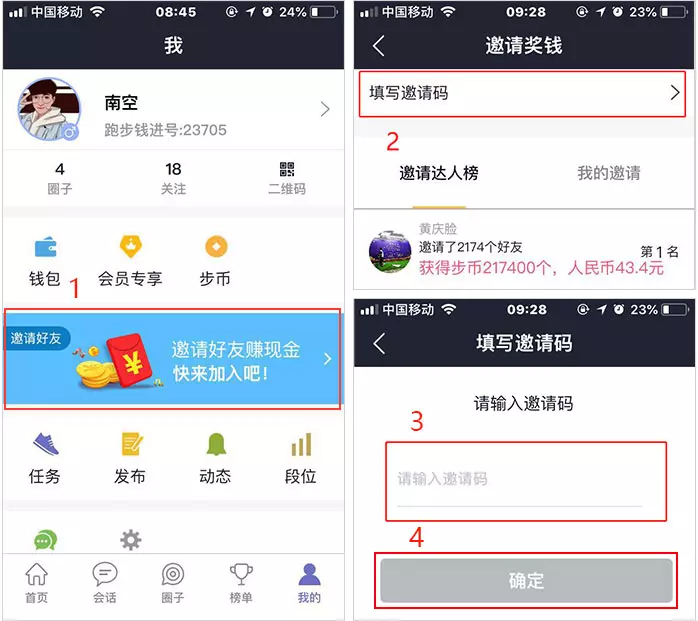 中国移动 08:45 24%
我
南空
跑步钱进号:23705
4 18
圈子 关注 二维码
钱包 会员专享 步币
1
邀请好友
邀请好友赚现金
快来加入吧!
任务 发布 动态 段位
首页 会话 圈子 榜单 我的
中国移动 09:28 23%
邀请奖钱
填写邀请码
2
邀请达人榜 我的邀请
黄庆脸
邀请了2174个好友
第1名
获得步币217400个，人民币43.4元
中国移动 09:28 23%
填写邀请码
请输入邀请码
3
请输入邀请码
4
确定